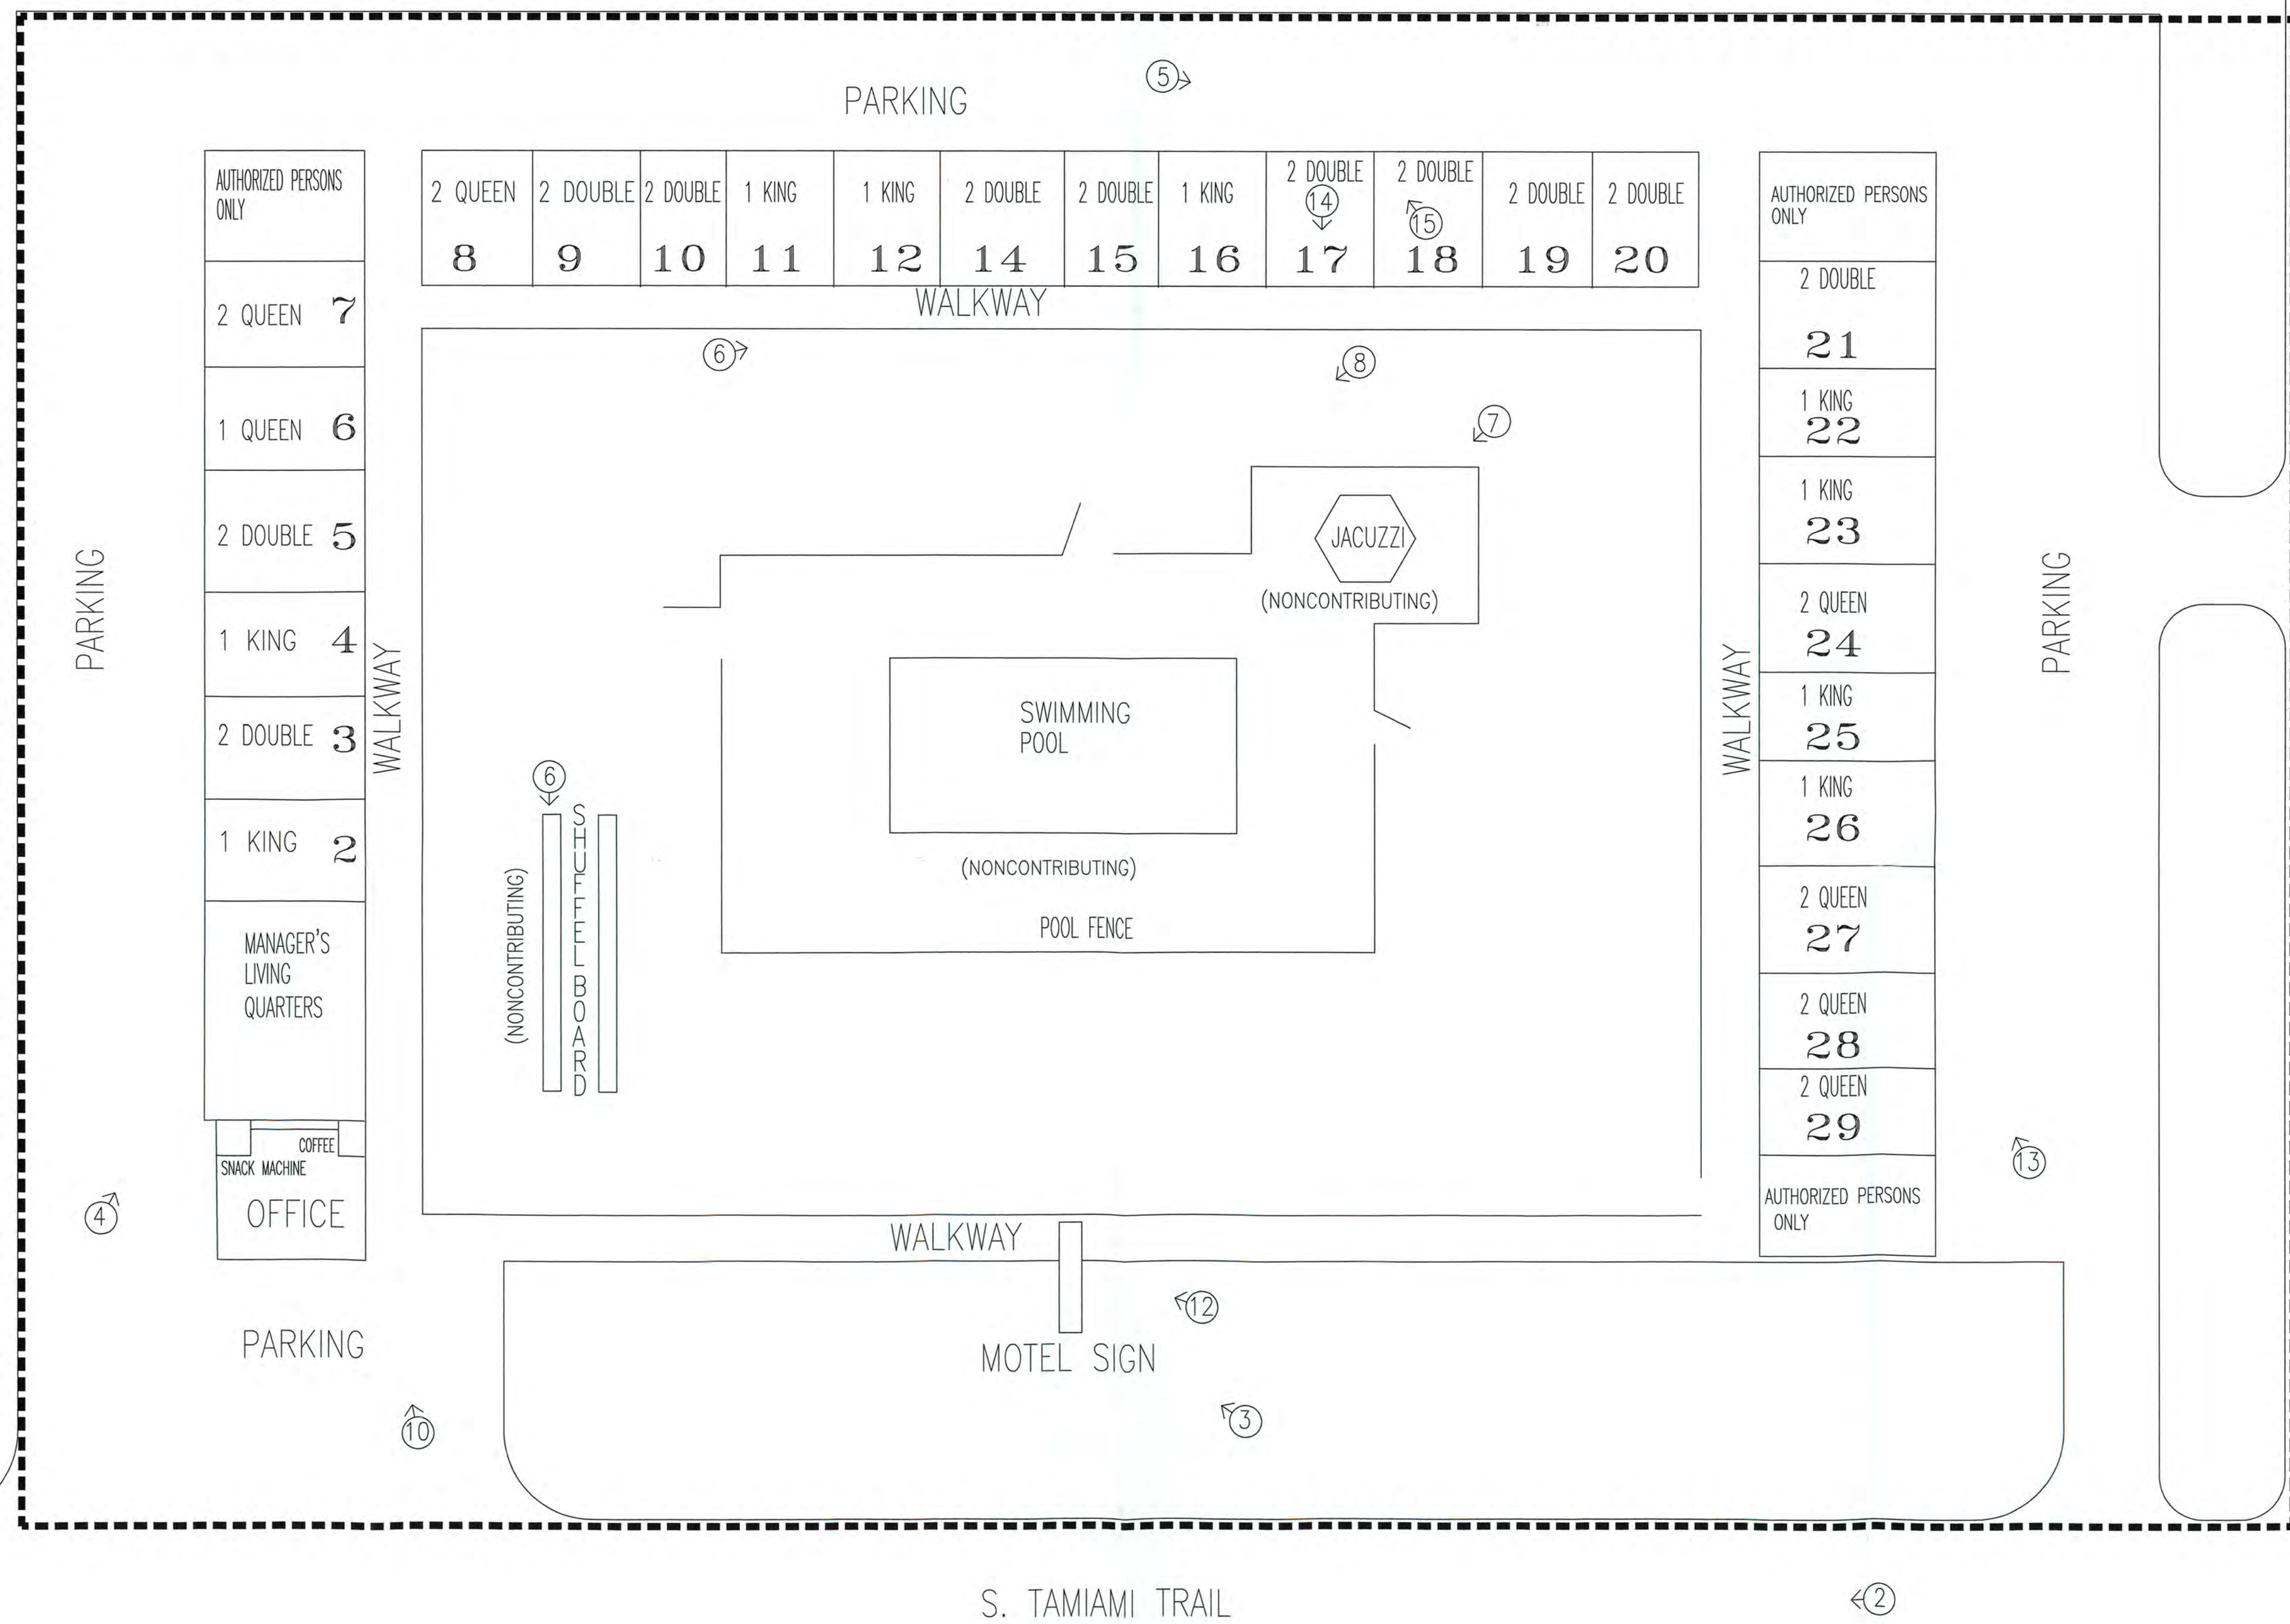 5
PARKING
AUTHORIZED PERSONS
ONLY
2 QUEEN 7
1 QUEEN 6
2 DOUBLE 5
1 KING 4
2 DOUBLE 3
1 KING 2
MANAGER'S
LIVING
QUARTERS
COFFEE
SNACK MACHINE
OFFICE
PARKING
WALKWAY
4
PARKING
10
2 QUEEN
8
2 DOUBLE
9
2 DOUBLE
10
1 KING
11
1 KING
12
2 DOUBLE
14
2 DOUBLE
15
1 KING
16
2 DOUBLE
14
17
2 DOUBLE
15
18
2 DOUBLE
19
2 DOUBLE
20
WALKWAY
6
8
7
JACUZZI
(NONCONTRIBUTING)
SWIMMING
POOL
(NONCONTRIBUTING)
POOL FENCE
6
SHUFFELBOARD
(NONCONTRIBUTING)
WALKWAY
12
MOTEL SIGN
3
WALKWAY
AUTHORIZED PERSONS
ONLY
2 DOUBLE
21
1 KING
22
1 KING
23
2 QUEEN
24
1 KING
25
1 KING
26
2 QUEEN
27
2 QUEEN
28
2 QUEEN
29
AUTHORIZED PERSONS
ONLY
PARKING
13
S. TAMIAMI TRAIL
2